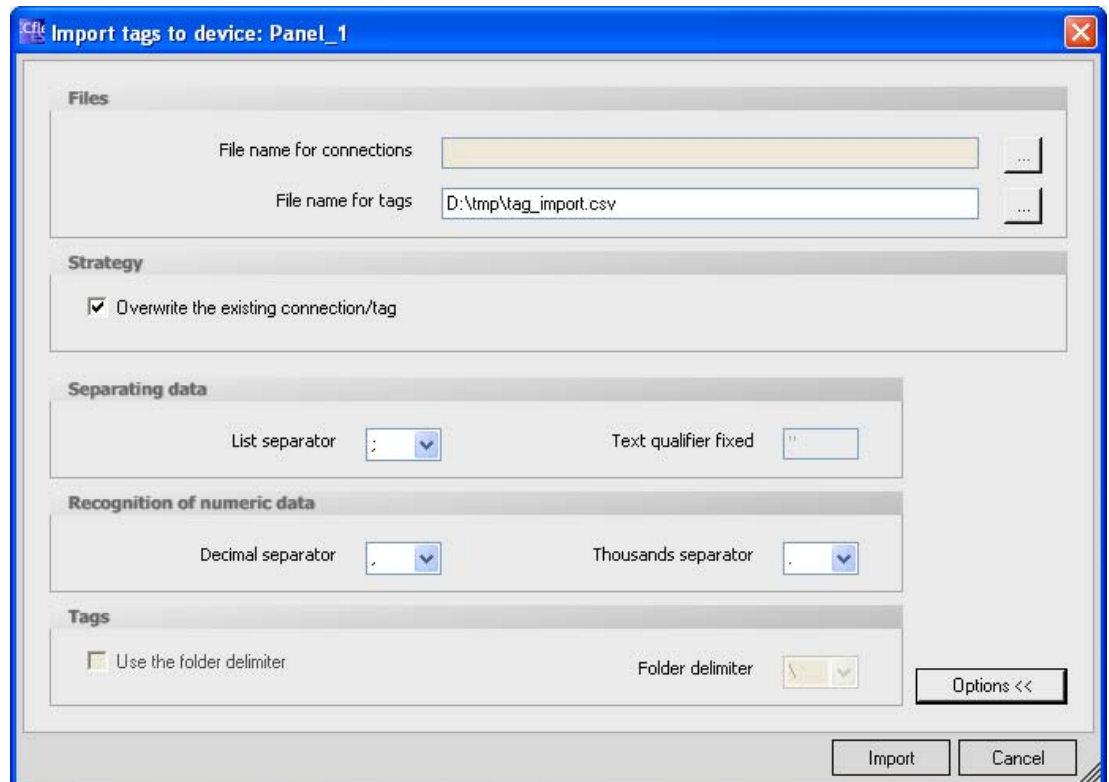 Cfle Import tags to device: Panel_1
Files
File name for connections ...
File name for tags D:\tmp\tag_import.csv ...
Strategy
Overwrite the existing connection/tag
Separating data
List separator ; Text qualifier fixed "
Recognition of numeric data
Decimal separator , Thousands separator .
Tags
Use the folder delimiter Folder delimiter \
Options <<
Import Cancel